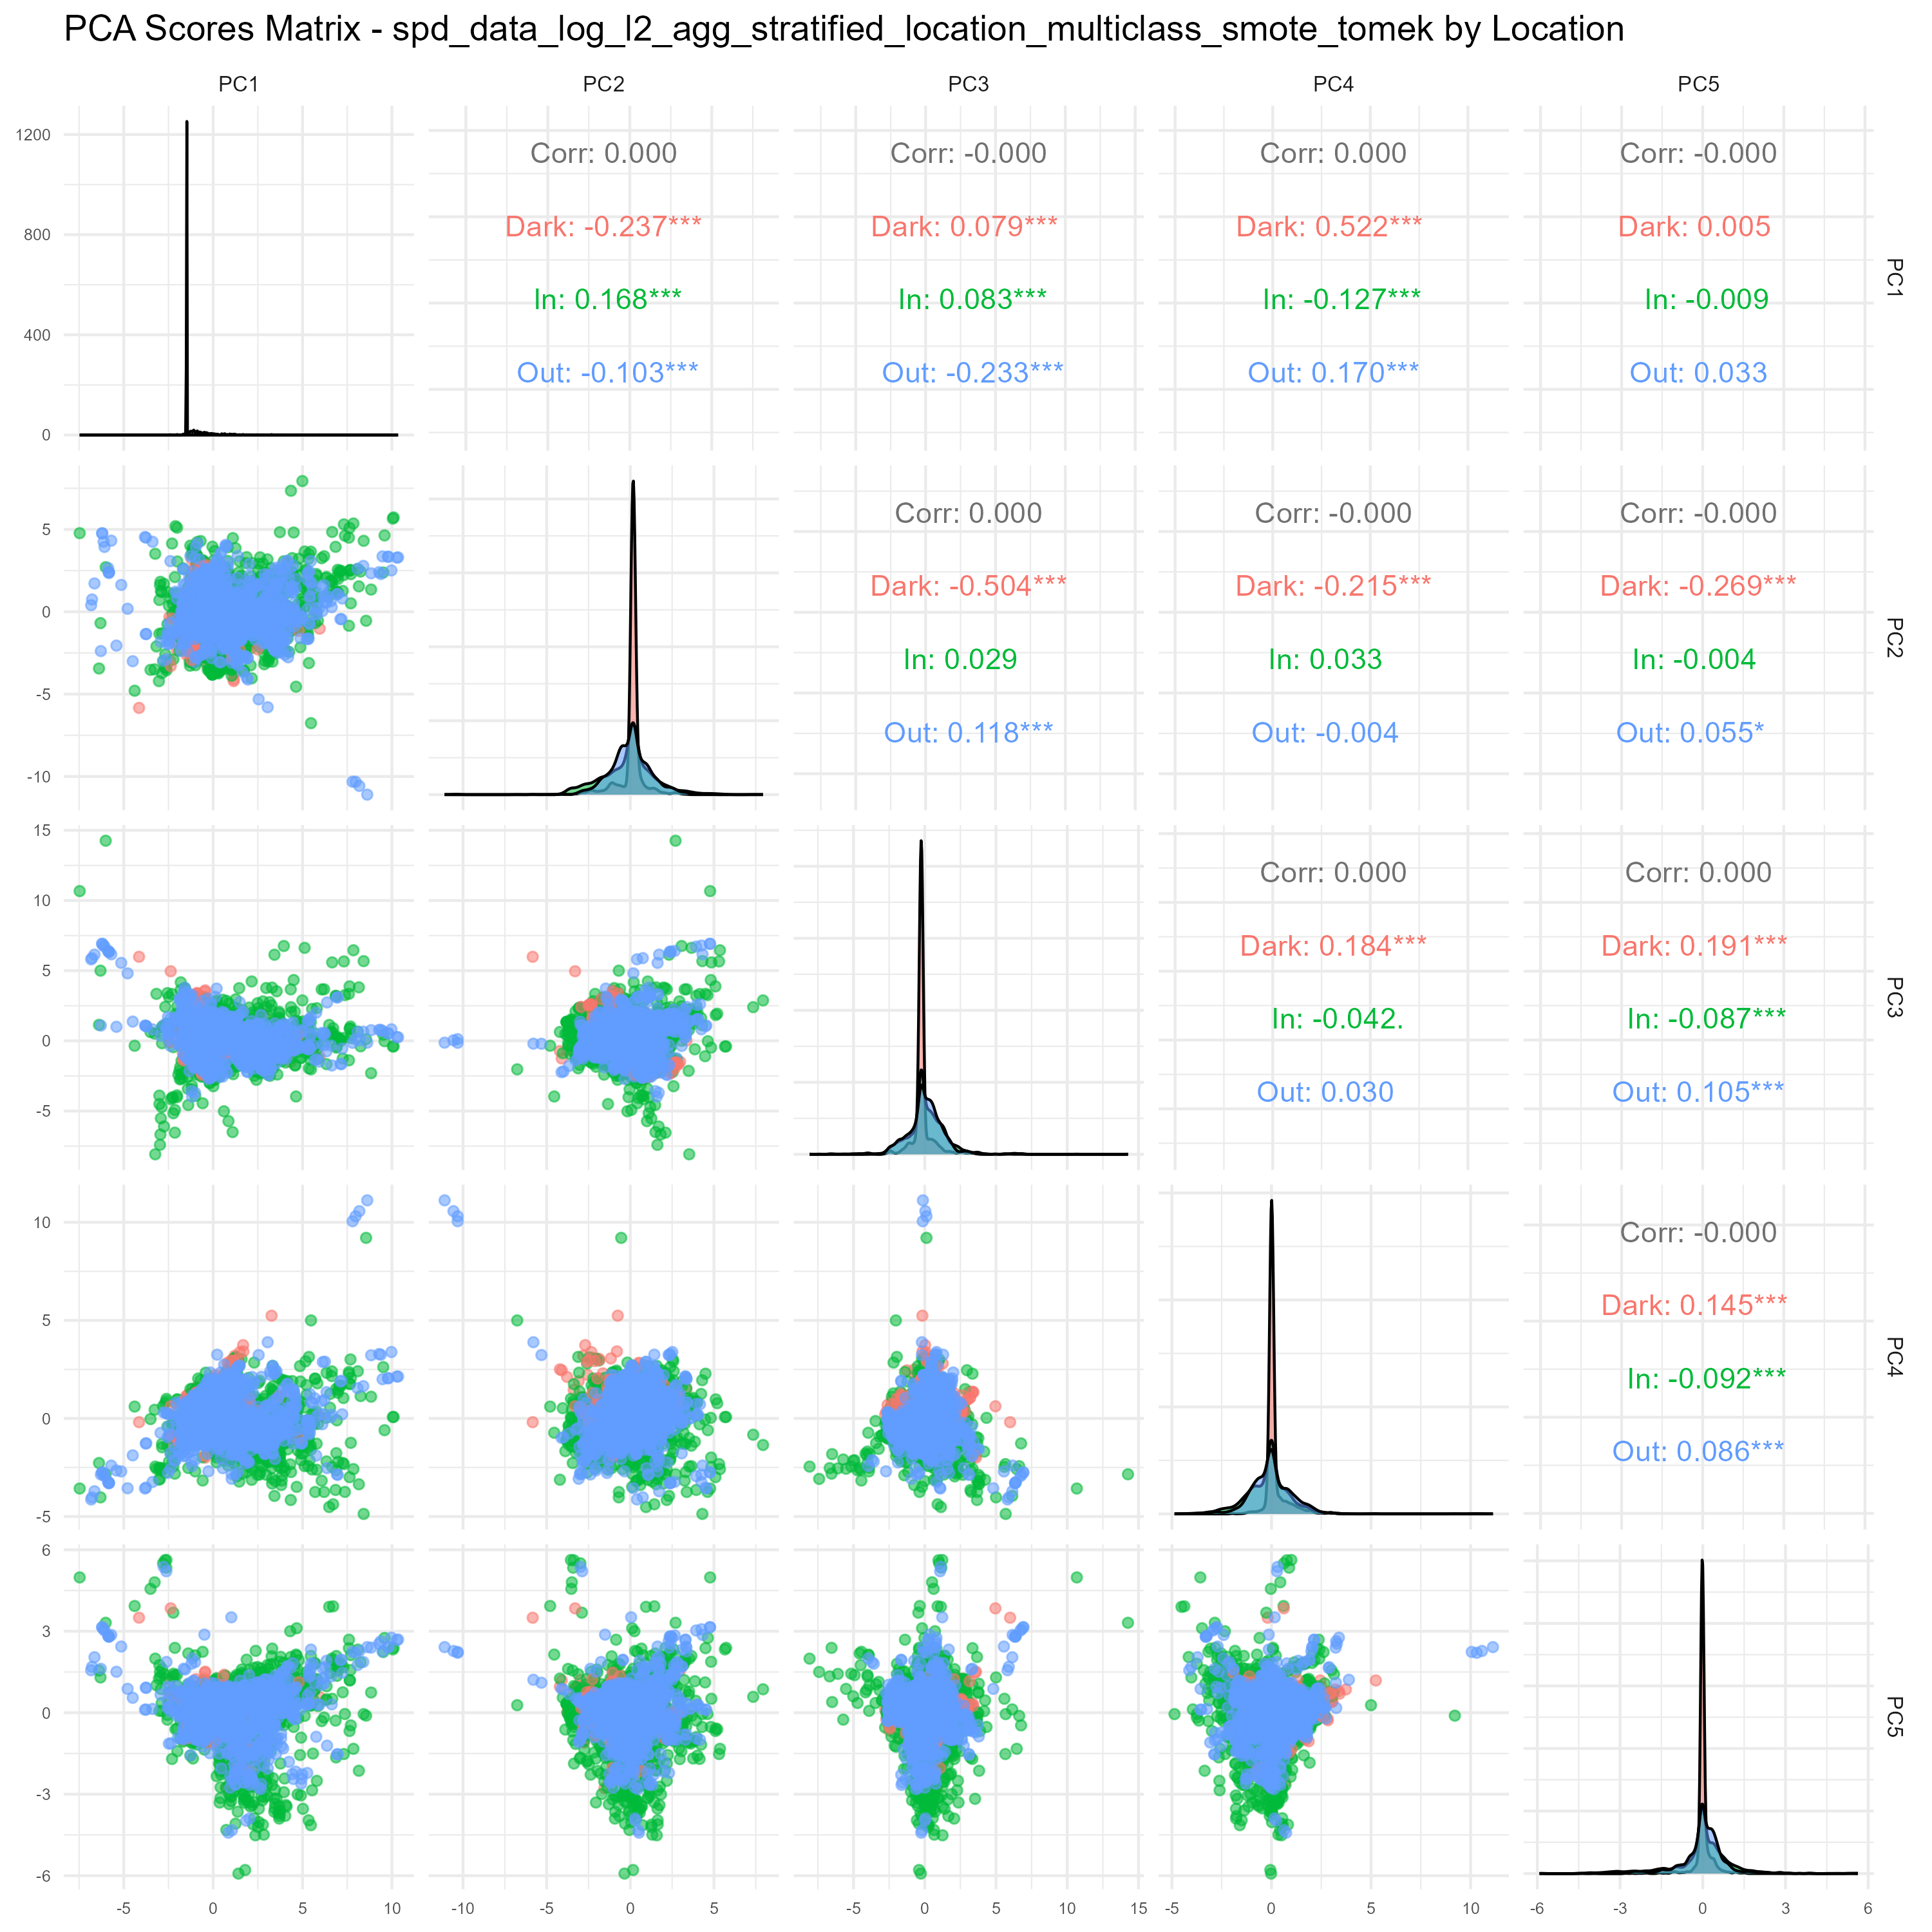 PCA Scores Matrix - spd_data_log_l2_agg_stratified_location_multiclass_smote_tomek by Location
PC1 PC2 PC3 PC4 PC5
1200
800
400
0
Corr: 0.000
Dark: -0.237***
In: 0.168***
Out: -0.103***
Corr: -0.000
Dark: 0.079***
In: 0.083***
Out: -0.233***
Corr: 0.000
Dark: 0.522***
In: -0.127***
Out: 0.170***
Corr: -0.000
Dark: 0.005
In: -0.009
Out: 0.033
PC1
5
0
-5
-10
Corr: 0.000
Dark: -0.504***
In: 0.029
Out: 0.118***
Corr: -0.000
Dark: -0.215***
In: 0.033
Out: -0.004
Corr: -0.000
Dark: -0.269***
In: -0.004
Out: 0.055*
PC2
15
10
5
0
-5
Corr: 0.000
Dark: 0.184***
In: -0.042.
Out: 0.030
Corr: 0.000
Dark: 0.191***
In: -0.087***
Out: 0.105***
PC3
10
5
0
-5
Corr: -0.000
Dark: 0.145***
In: -0.092***
Out: 0.086***
PC4
6
3
0
-3
-6
PC5
-5 0 5 10
-10 -5 0 5
-5 0 5 10 15
-5 0 5 10
-6 -3 0 3 6